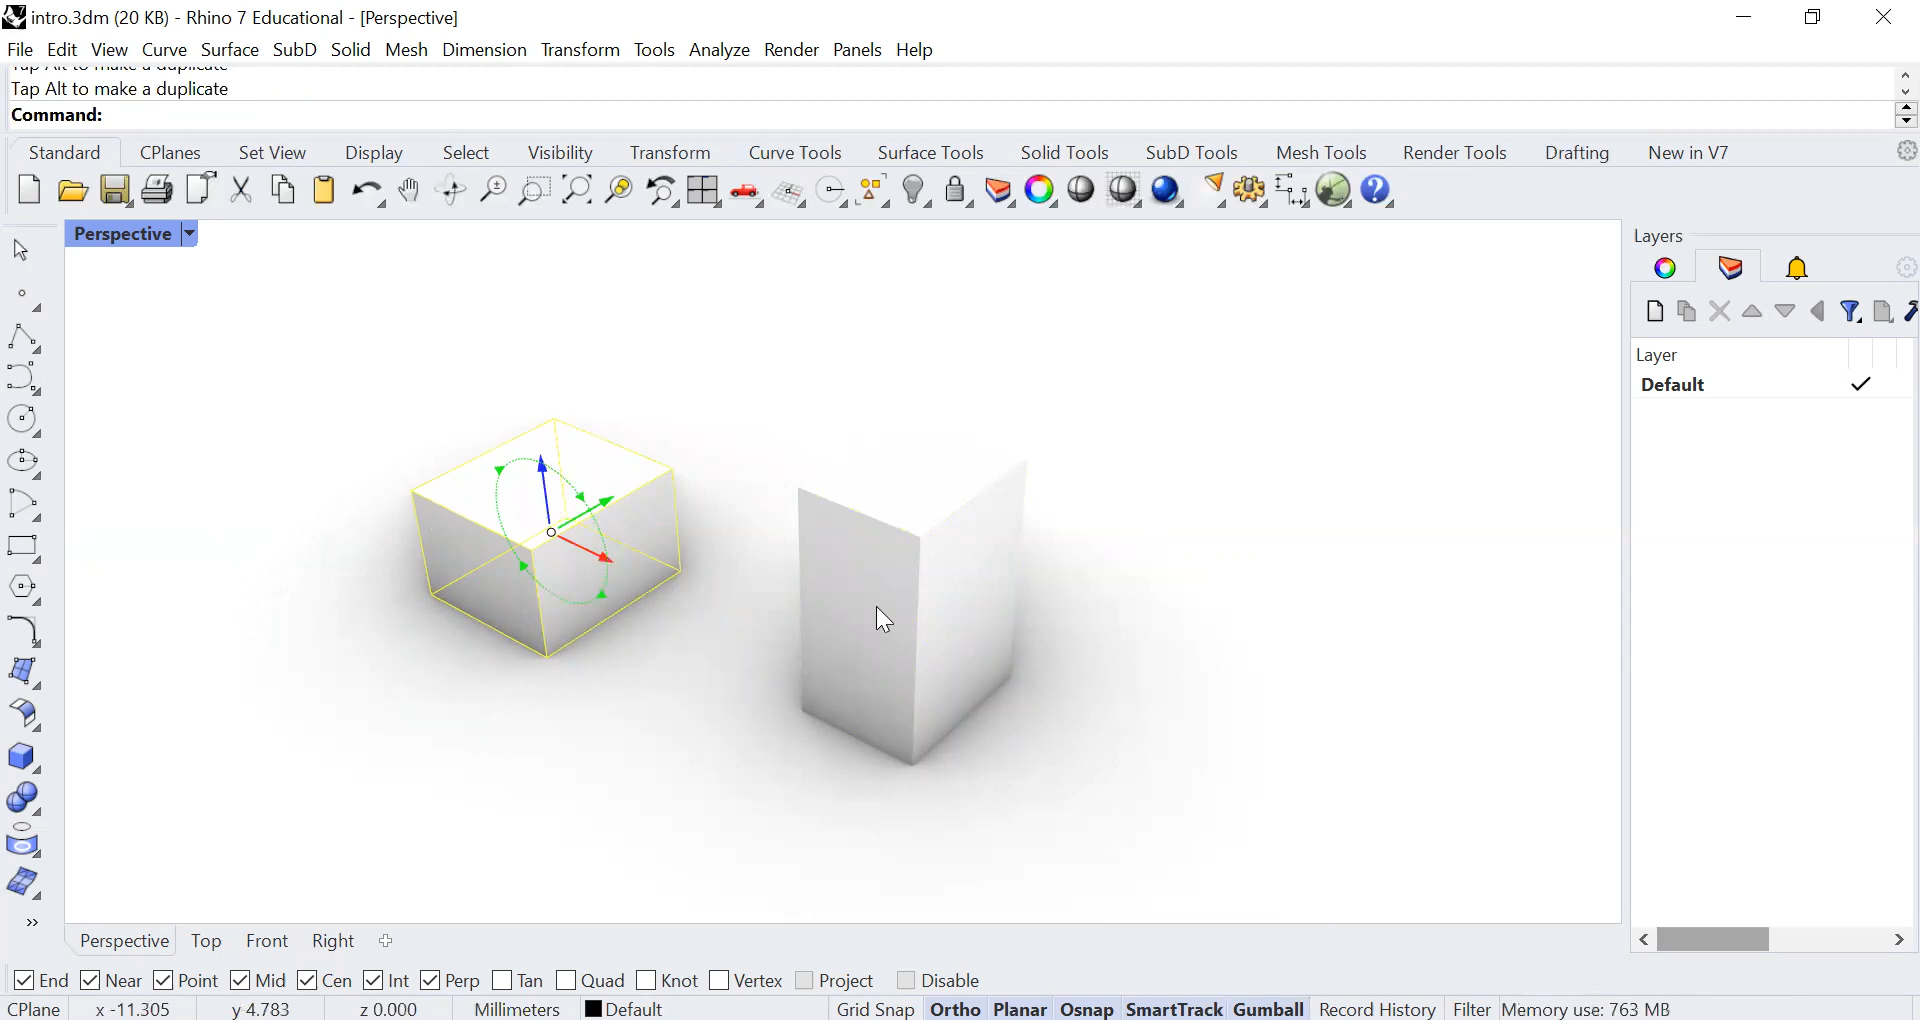 intro.3dm (20 KB) - Rhino 7 Educational - [Perspective]
File Edit View Curve Surface SubD Solid Mesh Dimension Transform Tools Analyze Render Panels Help
Tap Alt to make a duplicate
Tap Alt to make a duplicate
Command:
Standard CPlanes Set View Display Select Visibility Transform Curve Tools Surface Tools Solid Tools SubD Tools Mesh Tools Render Tools Drafting New in V7
Perspective
Layers
Layer
Default
Perspective Top Front Right
End Near Point Mid Cen Int Perp Tan Quad Knot Vertex Project Disable
CPlane x -11.305 y 4.783 z 0.000 Millimeters Default Grid Snap Ortho Planar Osnap SmartTrack Gumball Record History Filter Memory use: 763 MB